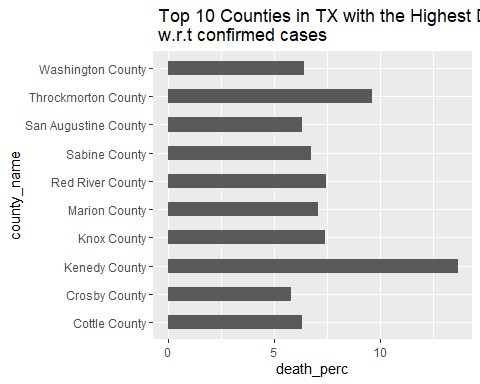 Top 10 Counties in TX with the Highest
w.r.t confirmed cases
Washington County
Throckmorton County
San Augustine County
Sabine County
Red River County
Marion County
Knox County
Kenedy County
Crosby County
Cottle County
county_name
0 5 10
death_perc